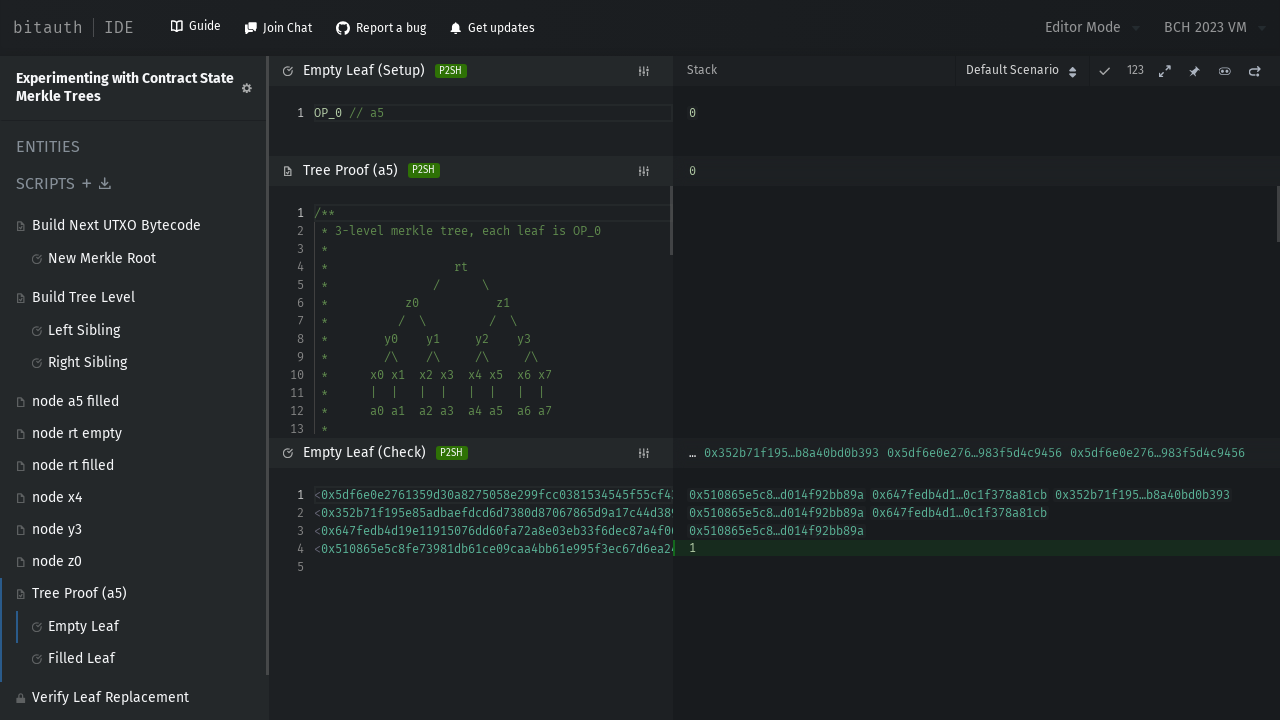 bitauth | IDE
Guide
Join Chat
Report a bug
Get updates
Editor Mode
BCH 2023 VM
Experimenting with Contract State
Merkle Trees
ENTITIES
SCRIPTS
Build Next UTXO Bytecode
New Merkle Root
Build Tree Level
Left Sibling
Right Sibling
node a5 filled
node rt empty
node rt filled
node x4
node y3
node z0
Tree Proof (a5)
Empty Leaf
Filled Leaf
Verify Leaf Replacement
Empty Leaf (Setup) P2SH
1 OP_0 // a5
Tree Proof (a5) P2SH
1 /**
2 * 3-level merkle tree, each leaf is OP_0
3 *
4 *                  rt
5 *               /      \
6 *           z0           z1
7 *          /  \         /  \
8 *        y0    y1     y2    y3
9 *        /\    /\     /\     /\
10 *      x0 x1  x2 x3  x4 x5  x6 x7
11 *      |  |   |  |   |  |   |  |
12 *      a0 a1  a2 a3  a4 a5  a6 a7
13 *
Empty Leaf (Check) P2SH
1 <0x5df6e0e2761359d30a8275058e299fcc0381534545f55cf4
2 <0x352b71f195e85adbaefdcd6d7380d87067865d9a17c44d38
3 <0x647fedb4d19e11915076dd60fa72a8e03eb33f6dec87a4f0
4 <0x510865e5c8fe73981db61ce09caa4bb61e995f3ec67d6ea2
5
Stack
Default Scenario
123
0
0
… 0x352b71f195…b8a40bd0b393 0x5df6e0e276…983f5d4c9456 0x5df6e0e276…983f5d4c9456
0x510865e5c8…d014f92bb89a 0x647fedb4d1…0c1f378a81cb 0x352b71f195…b8a40bd0b393
0x510865e5c8…d014f92bb89a 0x647fedb4d1…0c1f378a81cb
0x510865e5c8…d014f92bb89a
1